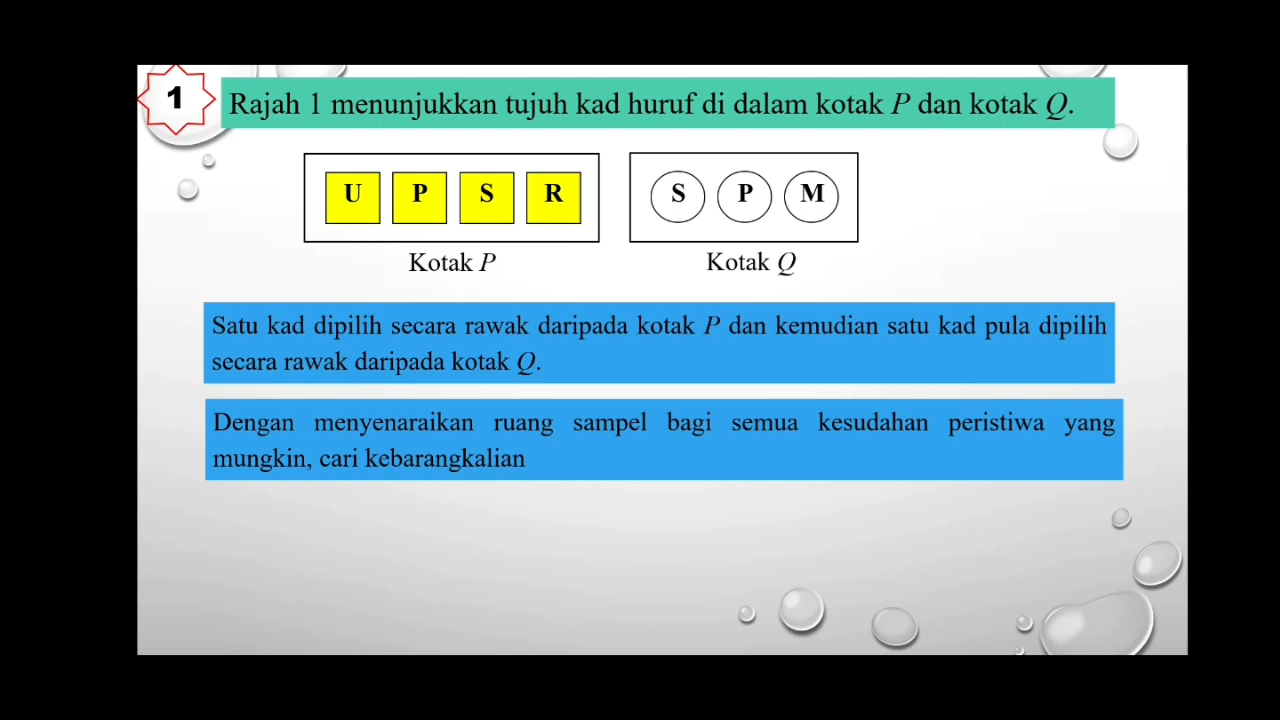 1
Rajah 1 menunjukkan tujuh kad huruf di dalam kotak P dan kotak Q.
U P S R
S P M
Kotak P
Kotak Q
Satu kad dipilih secara rawak daripada kotak P dan kemudian satu kad pula dipilih
secara rawak daripada kotak Q.
Dengan menyenaraikan ruang sampel bagi semua kesudahan peristiwa yang
mungkin, cari kebarangkalian